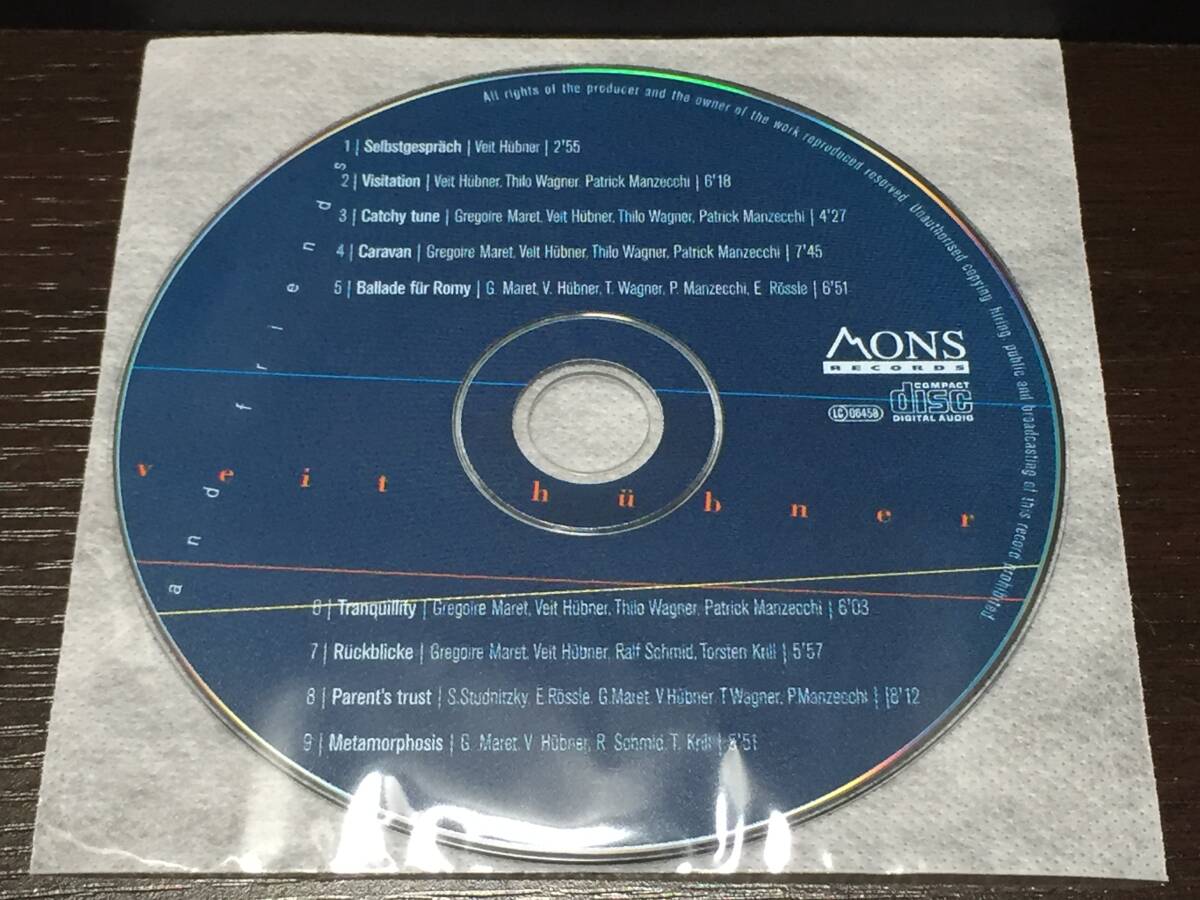 All rights of the producer and the owner of the work reproduced reserved. Unauthorised copying, hiring, public and broadcasting of this record prohibited.
1 | Selbstgespräch | Veit Hübner | 2'55
2 | Visitation | Veit Hübner, Thilo Wagner, Patrick Manzecchi | 6'18
3 | Catchy tune | Gregoire Maret, Veit Hübner, Thilo Wagner, Patrick Manzecchi | 4'27
4 | Caravan | Gregoire Maret, Veit Hübner, Thilo Wagner, Patrick Manzecchi | 7'45
5 | Ballade für Romy | G. Maret, V. Hübner, T. Wagner, P. Manzecchi, E. Rössle | 6'51
MONS
RECORDS
COMPACT
disc
DIGITAL AUDIO
LC 06458
veit hübner
and friends
6 | Tranquillity | Gregoire Maret, Veit Hübner, Thilo Wagner, Patrick Manzecchi | 6'03
7 | Rückblicke | Gregoire Maret, Veit Hübner, Ralf Schmid, Torsten Krill | 5'57
8 | Parent's trust | S.Studnitzky, E.Rössle, G.Maret, V.Hübner, T.Wagner, P.Manzecchi | |8'12
9 | Metamorphosis | G. Maret, V. Hübner, R. Schmid, T. Krill |